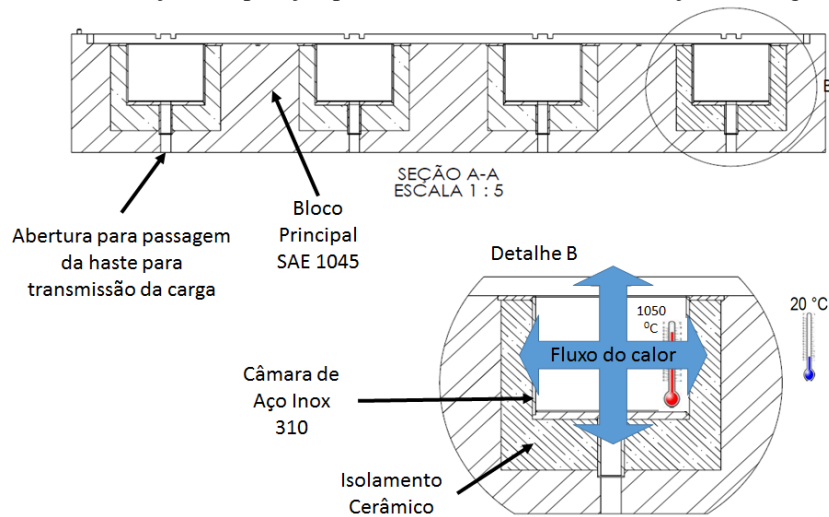 B
SEÇÃO A-A
ESCALA 1 : 5
Abertura para passagem
da haste para
transmissão da carga
Bloco
Principal
SAE 1045
Detalhe B
20 °C
1050
⁰C
Fluxo do calor
Câmara de
Aço Inox
310
Isolamento
Cerâmico